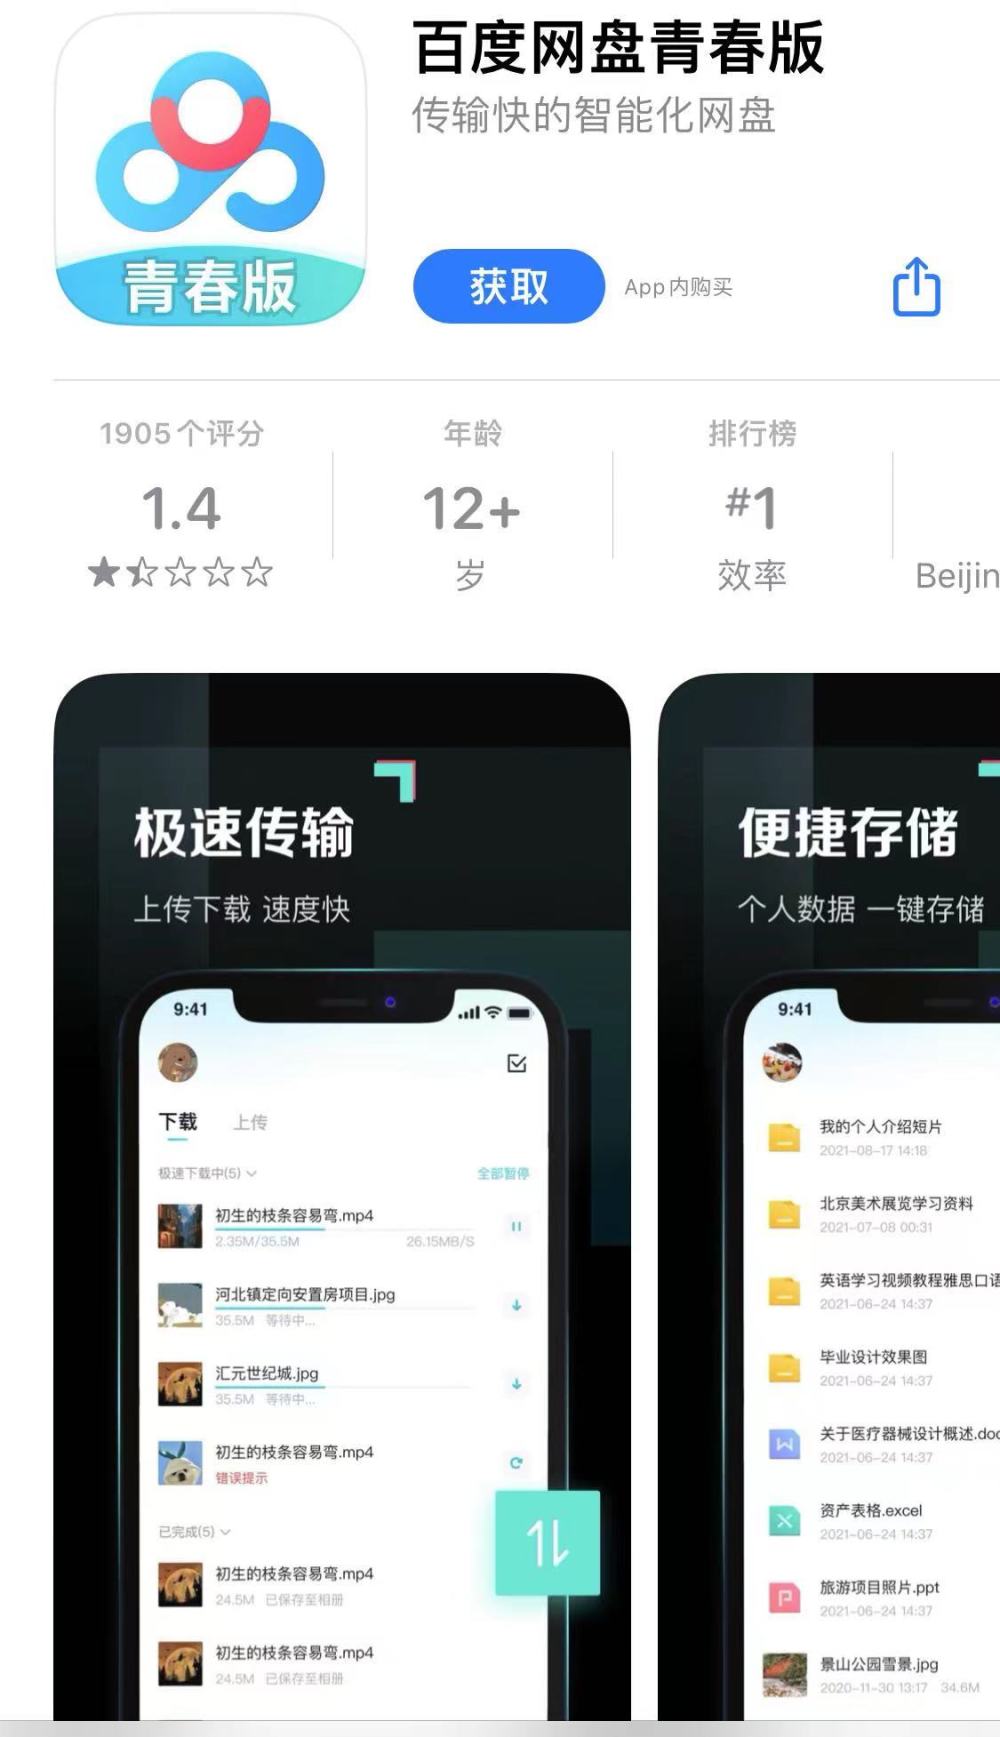 百度网盘青春版
传输快的智能化网盘
青春版
获取
App内购买
1905个评分
年龄
排行榜
1.4
12+
#1
岁
效率
极速传输
上传下载 速度快
9:41
下载
上传
极速下载中(5)
全部暂停
初生的枝条容易弯.mp4
2.35M/35.5M
26.15MB/S
河北镇定向安置房项目.jpg
35.5M 等待中...
汇元世纪城.jpg
35.5M 等待中...
初生的枝条容易弯.mp4
错误提示
已完成(5)
初生的枝条容易弯.mp4
24.5M 已保存至相册
初生的枝条容易弯.mp4
24.5M 已保存至相册
便捷存储
个人数据 一键存储
9:41
我的个人介绍短片
2021-08-17 14:18
北京美术展览学习资料
2021-07-08 00:31
英语学习视频教程雅思口语
2021-06-24 14:37
毕业设计效果图
2021-06-24 14:37
W
关于医疗器械设计概述.doc
2021-06-24 14:37
X
资产表格.excel
2021-06-24 14:37
P
旅游项目照片.ppt
2021-06-24 14:37
景山公园雪景.jpg
2020-11-30 13:17 34.6M